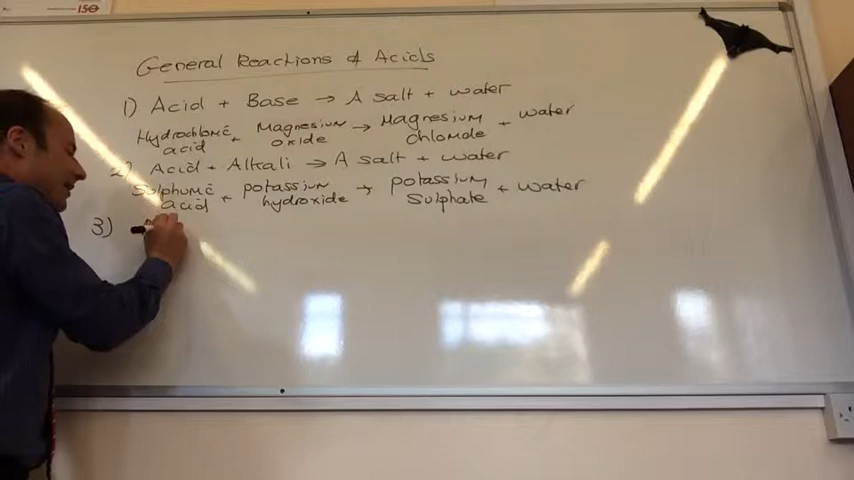 General Reactions of Acids
1) Acid + Base → A salt + water
Hydrochloric acid + Magnesium oxide → Magnesium chloride + water
2) Acid + Alkali → A salt + water
Sulphuric acid + potassium hydroxide → potassium sulphate + water
3)